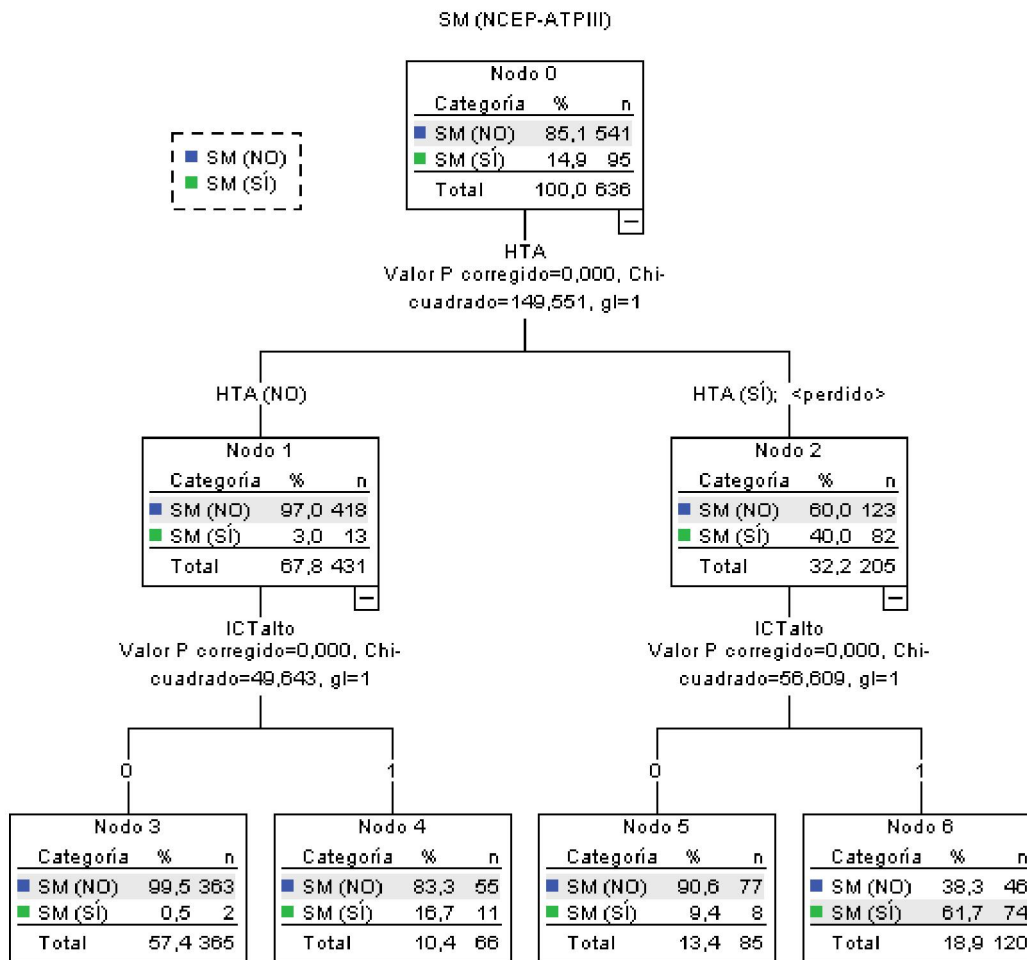 SM (NCEP-ATPIII)
Nodo 0
Categoría % n
SM (NO) 85,1 541
SM (SÍ) 14,9 95
Total 100,0 636
SM (NO)
SM (SÍ)
HTA
Valor P corregido=0,000, Chi-
cuadrado=149,551, gl=1
HTA (NO)
HTA (SÍ); <perdido>
Nodo 1
Categoría % n
SM (NO) 97,0 418
SM (SÍ) 3,0 13
Total 67,8 431
Nodo 2
Categoría % n
SM (NO) 60,0 123
SM (SÍ) 40,0 82
Total 32,2 205
ICTalto
Valor P corregido=0,000, Chi-
cuadrado=49,643, gl=1
ICTalto
Valor P corregido=0,000, Chi-
cuadrado=56,609, gl=1
0
1
0
1
Nodo 3
Categoría % n
SM (NO) 99,5 363
SM (SÍ) 0,5 2
Total 57,4 365
Nodo 4
Categoría % n
SM (NO) 83,3 55
SM (SÍ) 16,7 11
Total 10,4 66
Nodo 5
Categoría % n
SM (NO) 90,6 77
SM (SÍ) 9,4 8
Total 13,4 85
Nodo 6
Categoría % n
SM (NO) 38,3 46
SM (SÍ) 61,7 74
Total 18,9 120